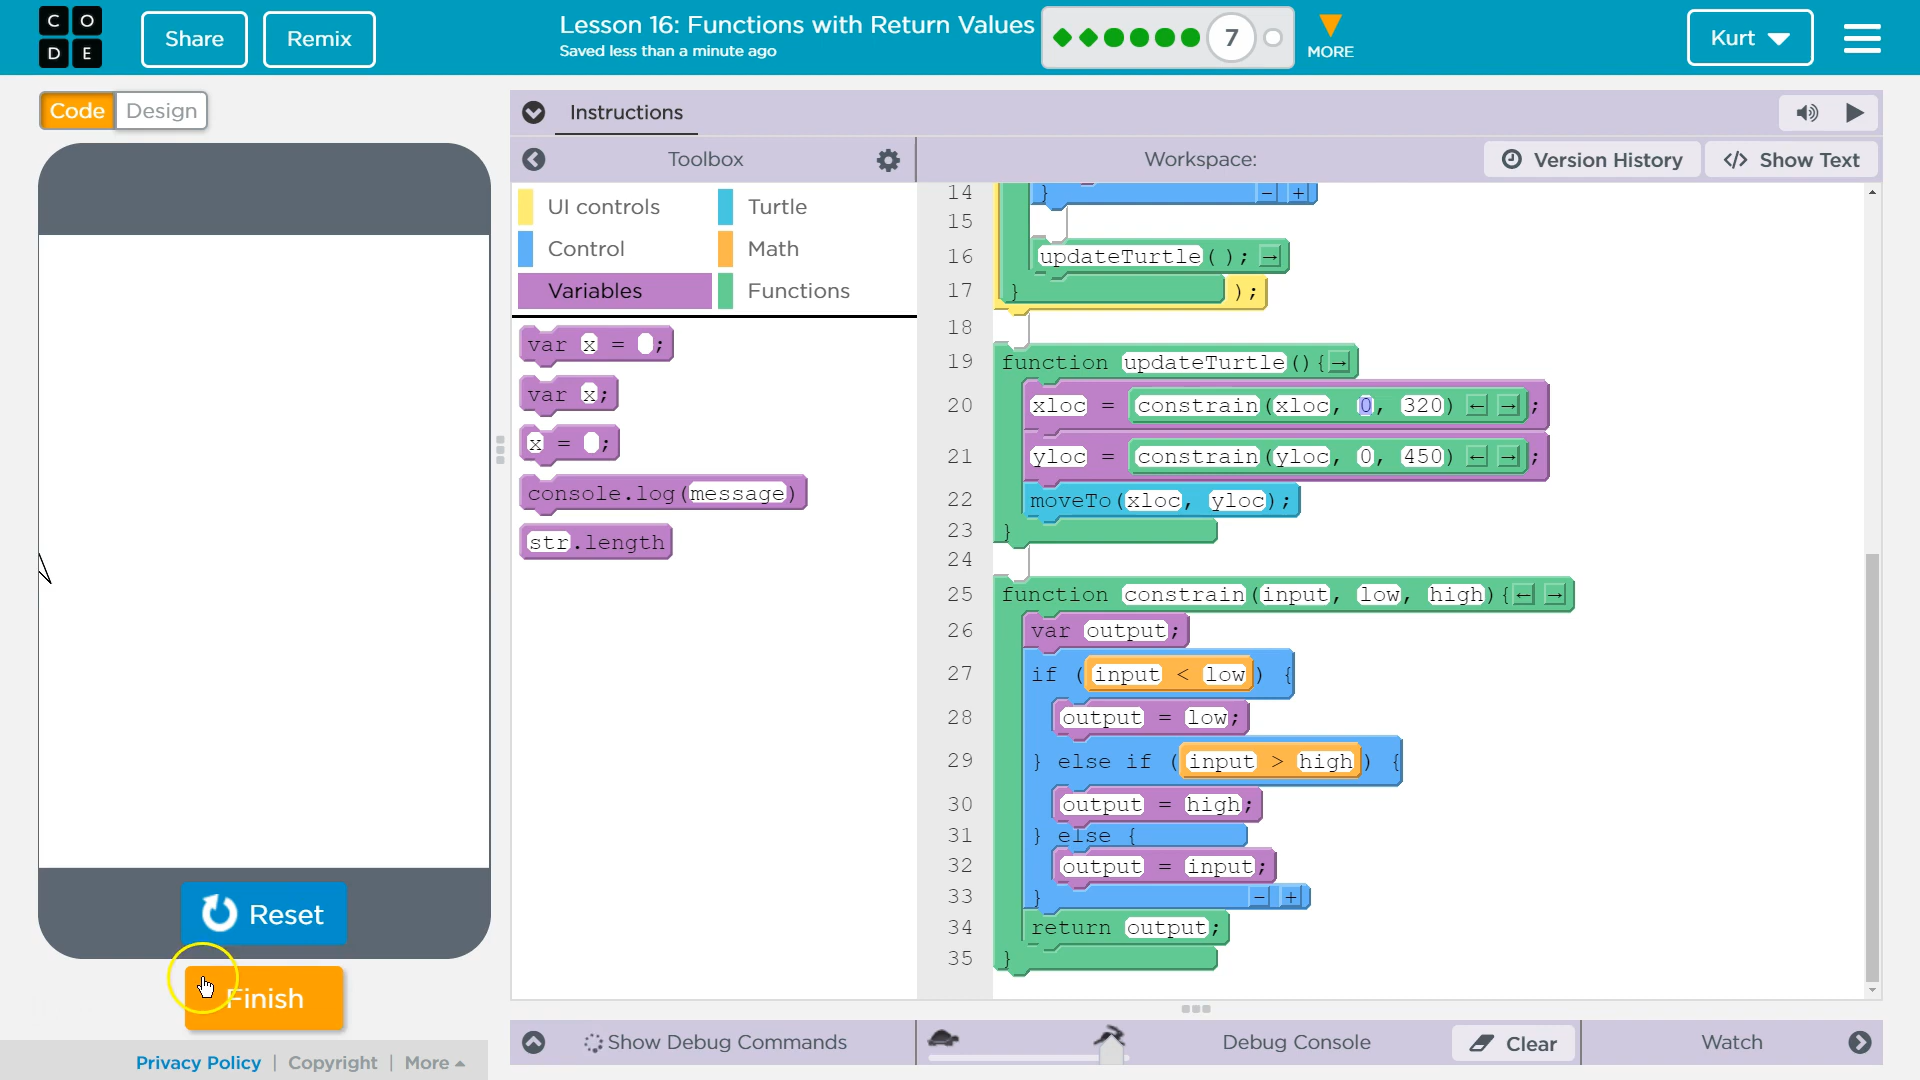 C O
D E
Share
Remix
Lesson 16: Functions with Return Values
Saved less than a minute ago
7
MORE
Kurt
Code
Design
Instructions
Toolbox
Workspace:
Version History
</> Show Text
UI controls
Turtle
Control
Math
Variables
Functions
var x = ;
var x;
x = ;
console.log(message)
str.length
14 } - +
15
16 updateTurtle(); →
17 } );
18
19 function updateTurtle(){→
20 xloc = constrain(xloc, 0, 320) ← →;
21 yloc = constrain(yloc, 0, 450) ← →;
22 moveTo(xloc, yloc);
23 }
24
25 function constrain(input, low, high){← →
26 var output;
27 if (input < low) {
28 output = low;
29 } else if (input > high) {
30 output = high;
31 } else {
32 output = input;
33 } - +
34 return output;
35 }
Reset
Finish
Privacy Policy | Copyright | More
Show Debug Commands
Debug Console
Clear
Watch